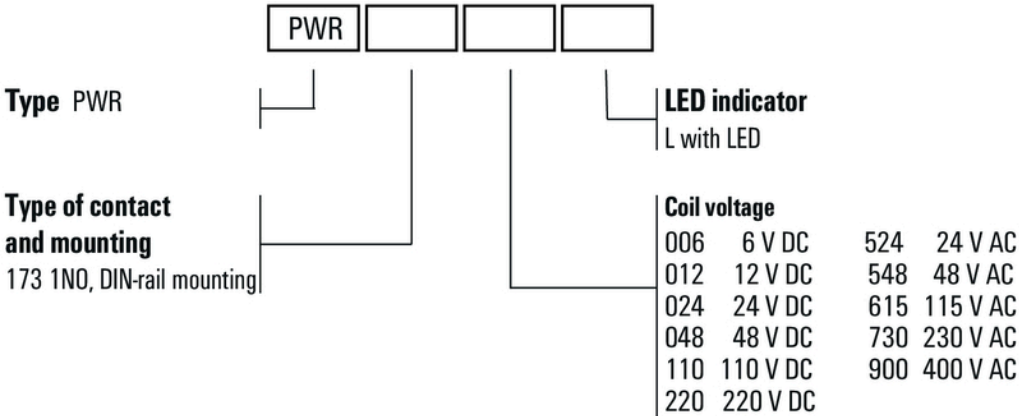 PWR
Type PWR
LED indicator
L with LED
Type of contact
and mounting
173 1NO, DIN-rail mounting
Coil voltage
006 6 V DC 524 24 V AC
012 12 V DC 548 48 V AC
024 24 V DC 615 115 V AC
048 48 V DC 730 230 V AC
110 110 V DC 900 400 V AC
220 220 V DC